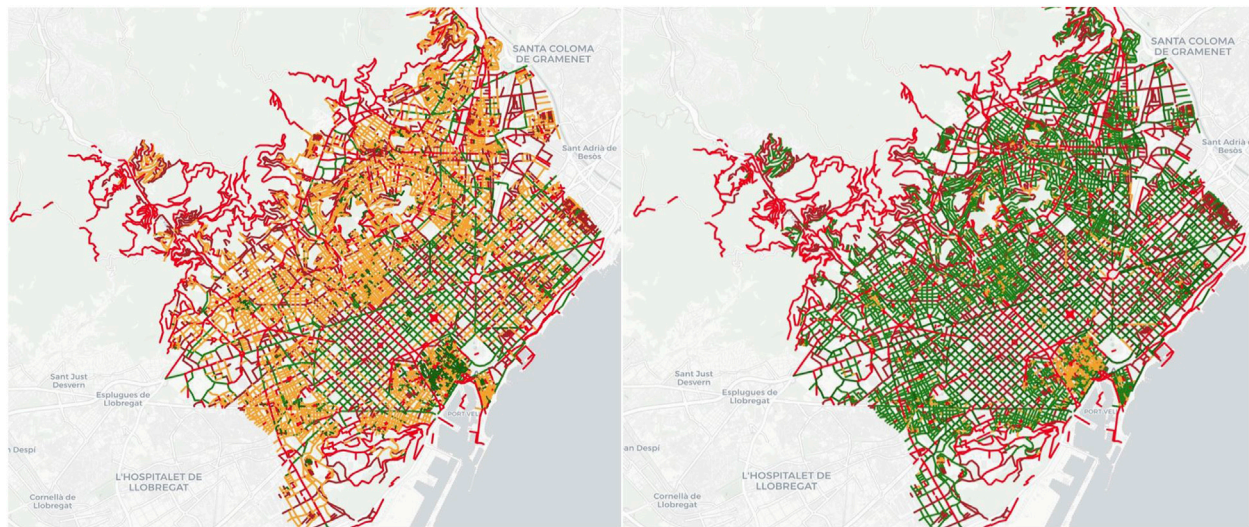 SANTA COLOMA
DE GRAMENET
Sant Adrià de
Besòs
Sant Just
Desvern
Esplugues de
Llobregat
PORT VELL
n Despí
L'HOSPITALET DE
LLOBREGAT
Cornellà de
Llobregat
SANTA COLOMA
DE GRAMENET
Sant Adrià de
Besòs
Sant Just
Desvern
Esplugues de
Llobregat
PORT VEL
an Despí
L'HOSPITALET DE
LLOBREGAT
Cornellà de
Llobregat